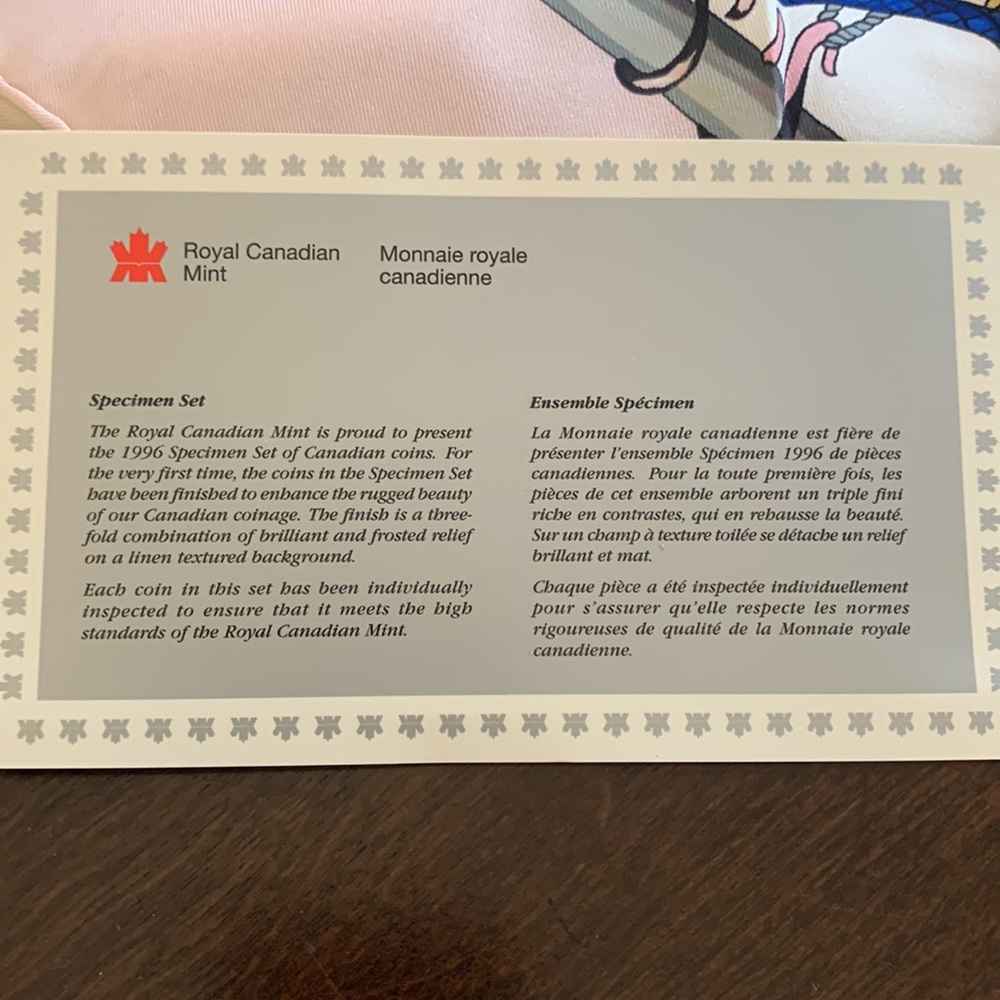 Royal Canadian
Mint
Monnaie royale
canadienne
Specimen Set
The Royal Canadian Mint is proud to present
the 1996 Specimen Set of Canadian coins. For
the very first time, the coins in the Specimen Set
have been finished to enhance the rugged beauty
of our Canadian coinage. The finish is a three-
fold combination of brilliant and frosted relief
on a linen textured background.
Each coin in this set has been individually
inspected to ensure that it meets the high
standards of the Royal Canadian Mint.
Ensemble Spécimen
La Monnaie royale canadienne est fière de
présenter l'ensemble Spécimen 1996 de pièces
canadiennes. Pour la toute première fois, les
pièces de cet ensemble arborent un triple fini
riche en contrastes, qui en rebausse la beauté.
Sur un champ à texture toilée se détache un relief
brillant et mat.
Chaque pièce a été inspectée individuellement
pour s'assurer qu'elle respecte les normes
rigoureuses de qualité de la Monnaie royale
canadienne.